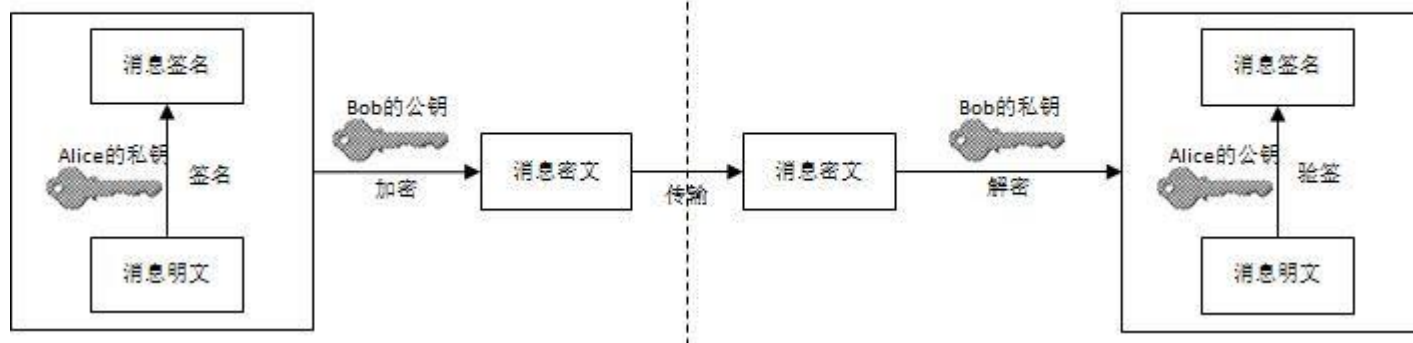 消息签名
Alice的私钥
签名
消息明文
Bob的公钥
加密
消息密文
传输
消息密文
Bob的私钥
解密
消息签名
Alice的公钥
验签
消息明文